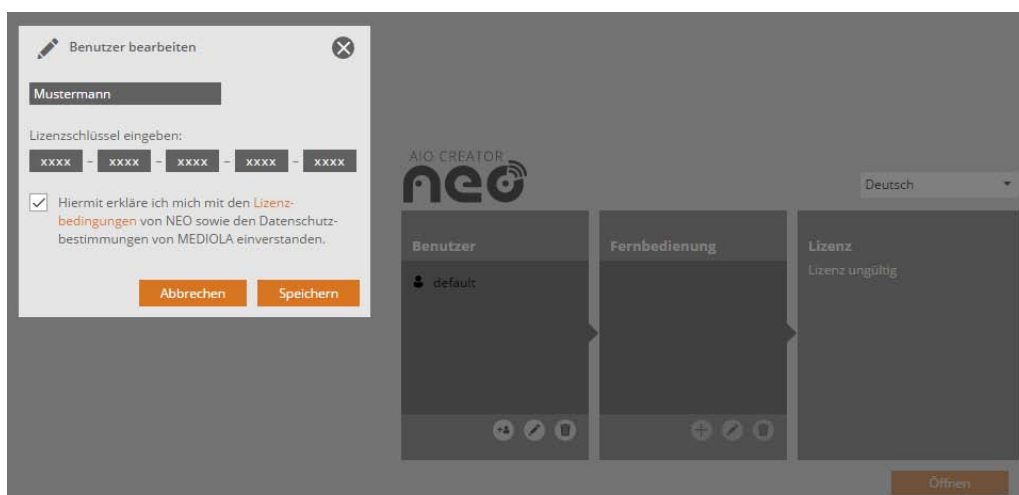 Benutzer bearbeiten
Mustermann
Lizenzschlüssel eingeben:
xxxx – xxxx – xxxx – xxxx – xxxx
Hiermit erkläre ich mich mit den Lizenz-
bedingungen von NEO sowie den Datenschutz-
bestimmungen von MEDIOLA einverstanden.
Abbrechen Speichern
AIO CREATOR
neo
Deutsch
Benutzer Fernbedienung Lizenz
default Lizenz ungültig
Öffnen